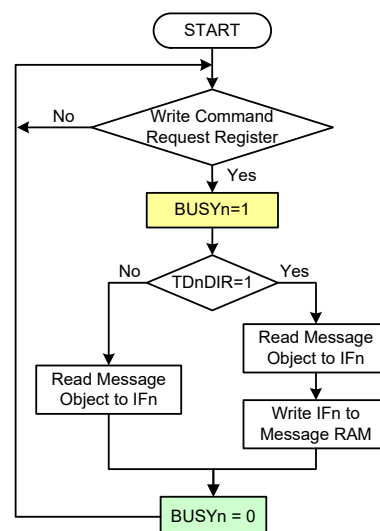 START
Write Command
Request Register
No
Yes
BUSYn=1
TDnDIR=1
No
Yes
Read Message
Object to IFn
Read Message
Object to IFn
Write IFn to
Message RAM
BUSYn = 0